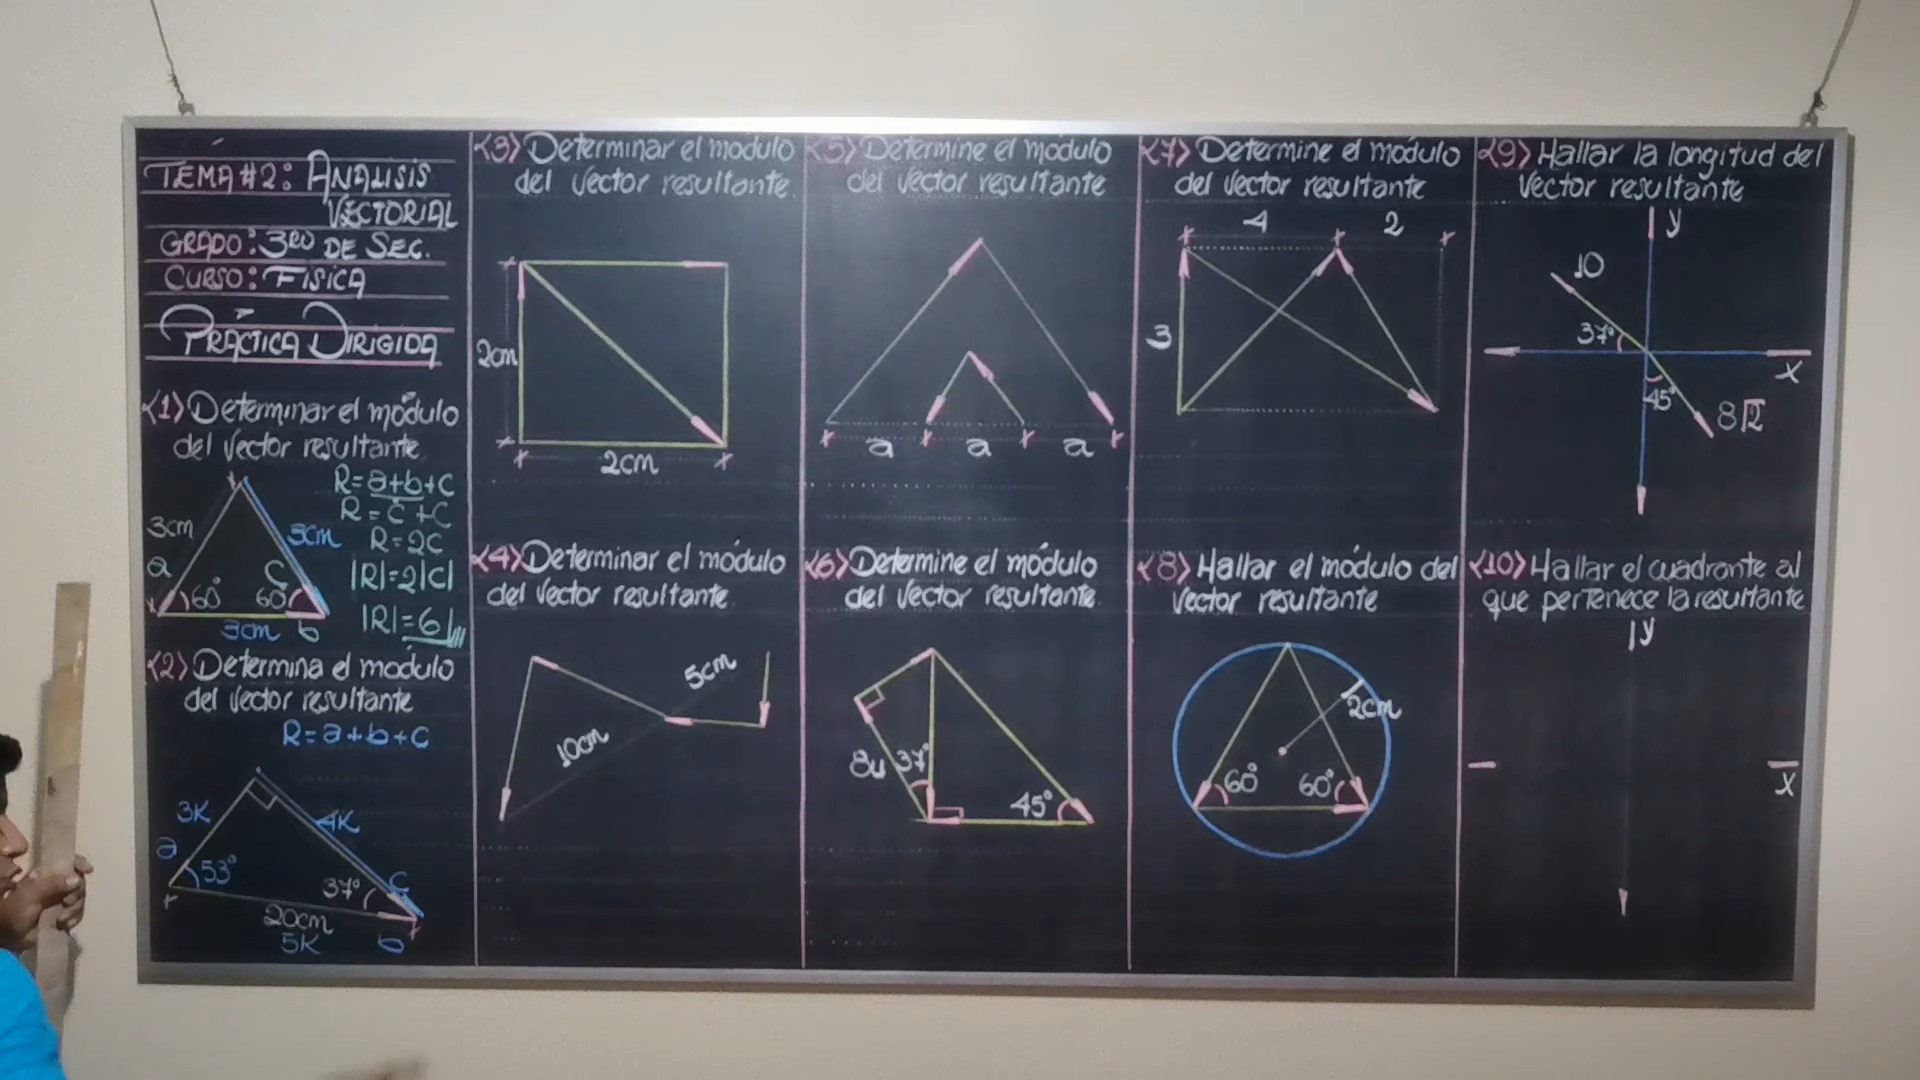 TEMA #2: ANALISIS
VECTORIAL
GRADO: 3RO DE SEC.
CURSO: FISICA
PRÁCTICA DIRIGIDA
<1> Determinar el módulo
del vector resultante
3cm
3cm
a
c
60°
60°
3cm b
R=a+b+c
R=c+c
R=2c
|R|=2|c|
|R|=6
<2> Determina el modulo
del vector resultante
R=a+b+c
3K
4K
a
53°
37°
c
20cm
5K
b
<3> Determinar el modulo
del vector resultante
2cm
2cm
<4> Determinar el módulo
del vector resultante
5cm
10cm
<5> Determine el modulo
del vector resultante
a a a
<6> Determine el módulo
del vector resultante
8u
37°
45°
<7> Determine el módulo
del vector resultante
4 2
3
<8> Hallar el módulo del
vector resultante
2cm
60°
60°
<9> Hallar la longitud del
vector resultante
y
10
37°
x
45°
8√2
<10> Hallar el cuadrante al
que pertenece la resultante
y
x